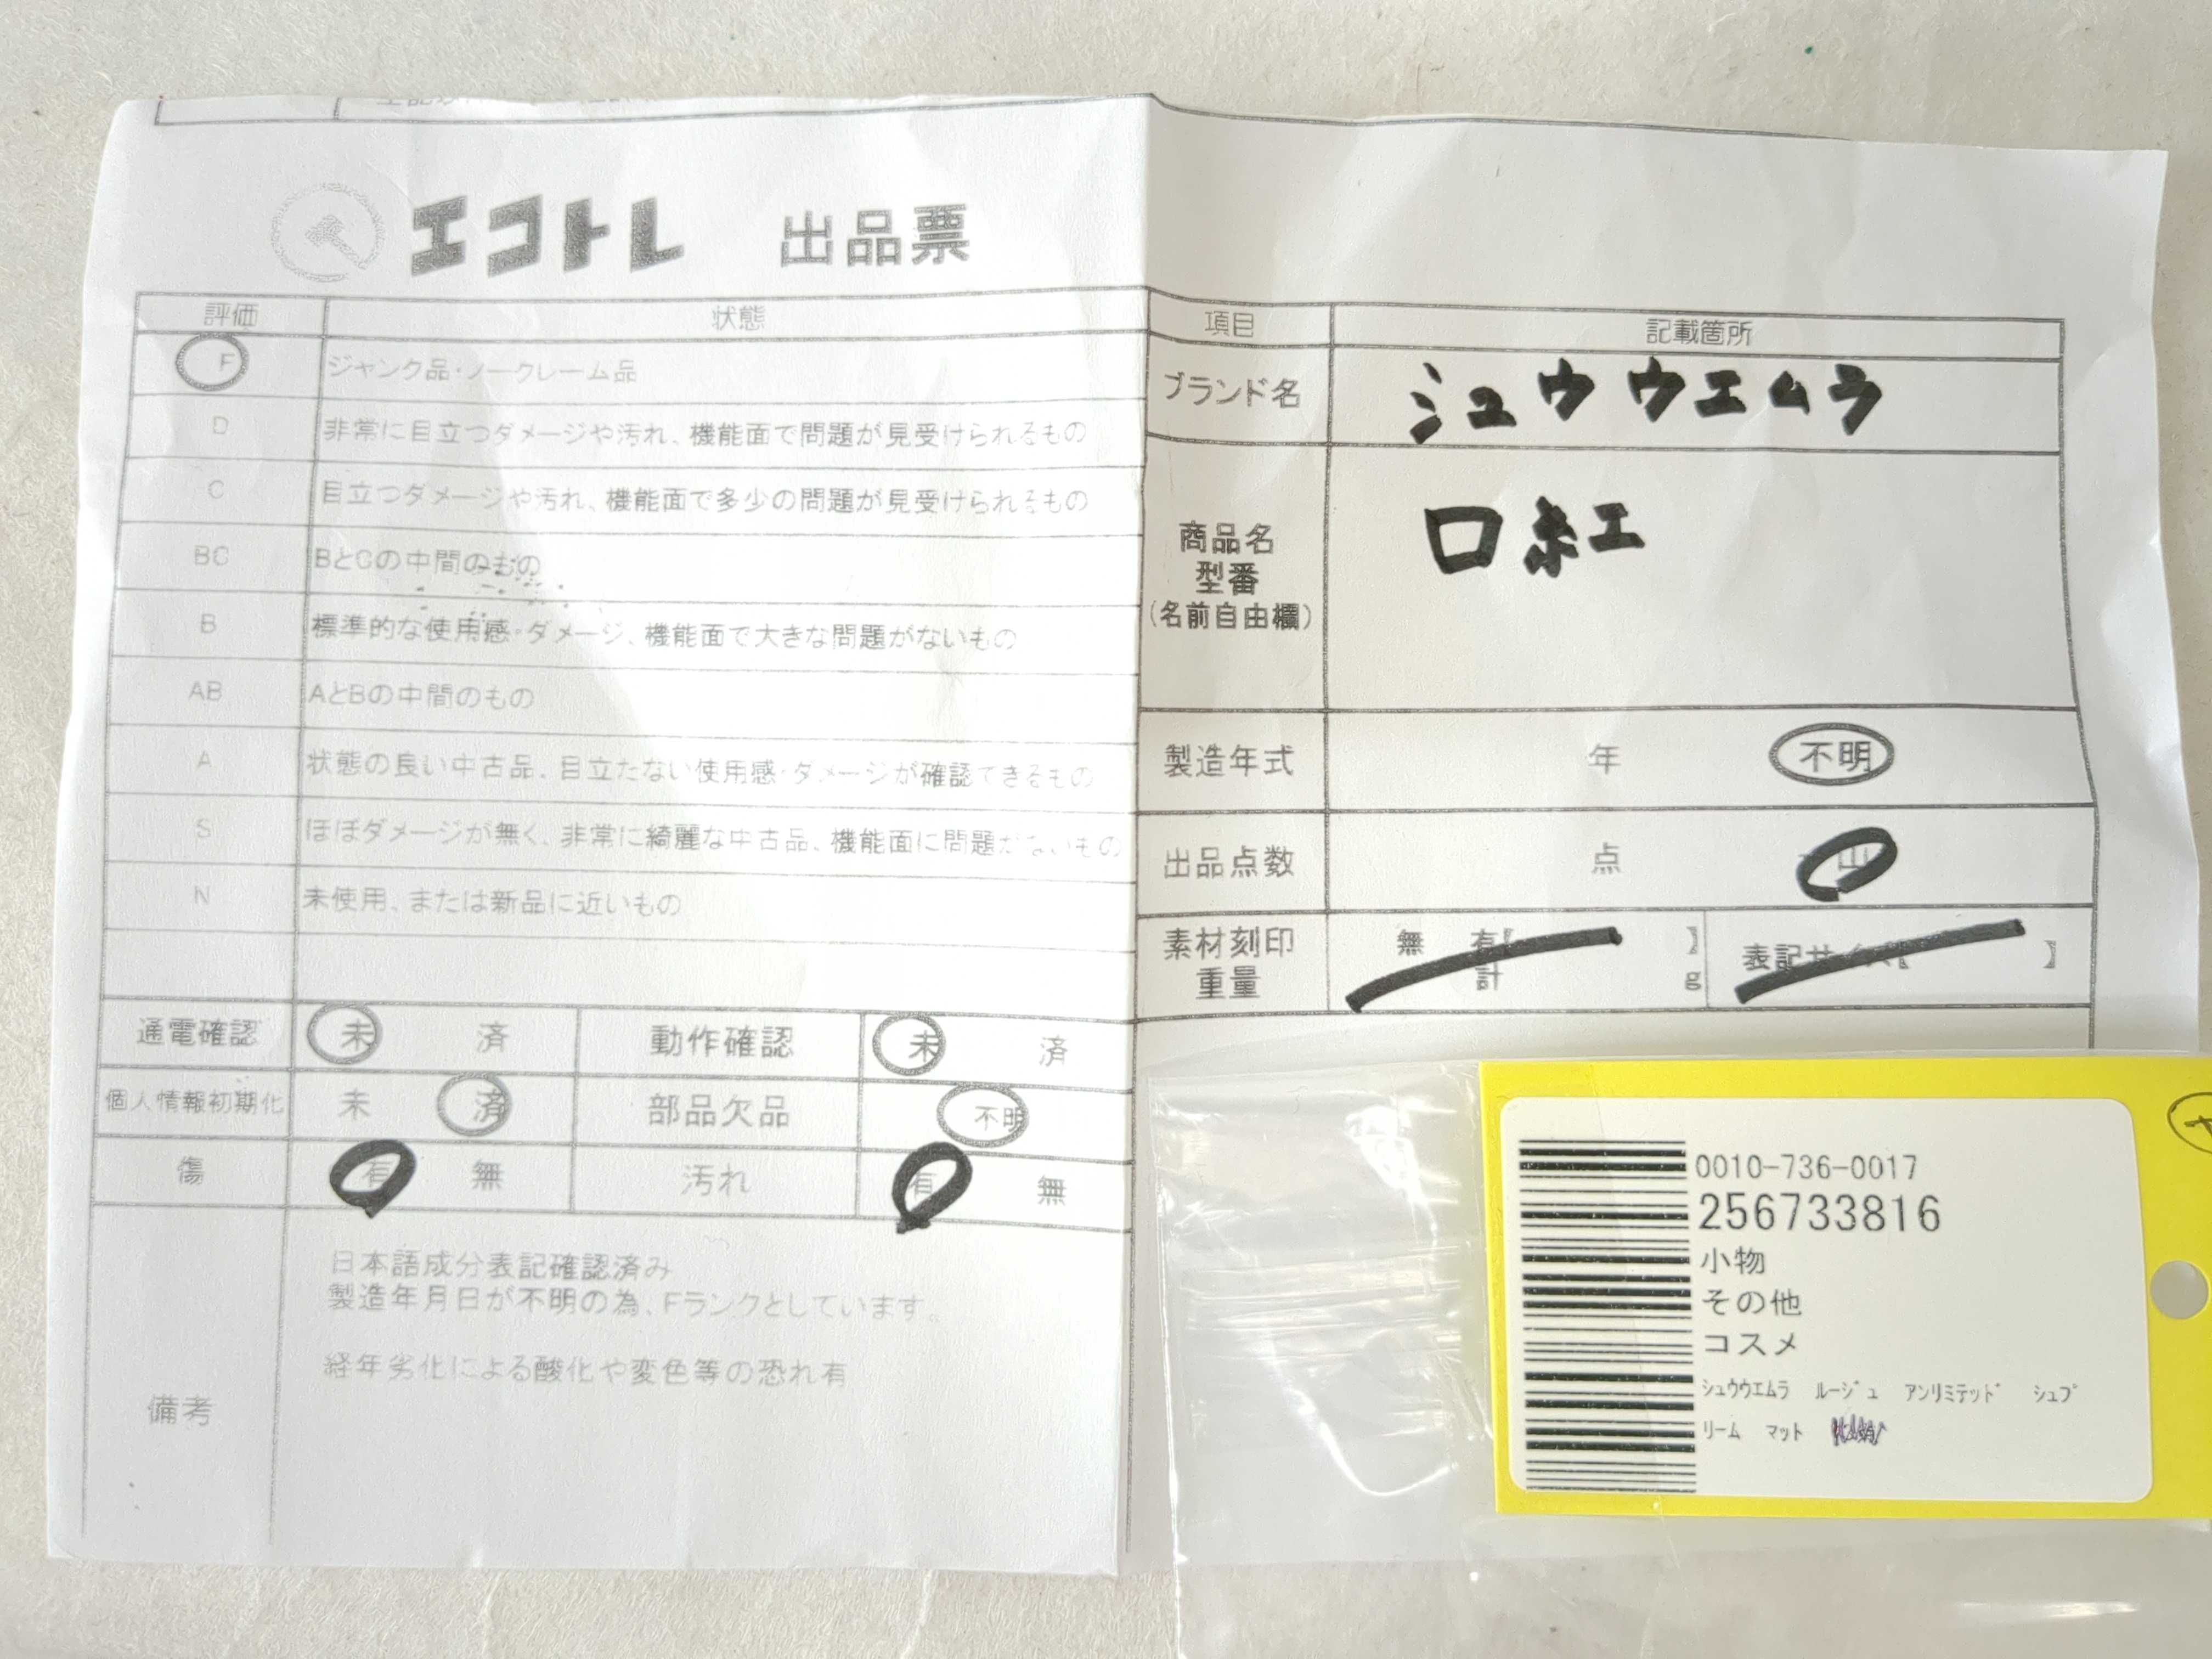 エコトレ 出品票
評価 状態
F ジャンク品・ノークレーム品
D 非常に目立つダメージや汚れ、機能面で問題が見受けられるもの
C 目立つダメージや汚れ、機能面で多少の問題が見受けられるもの
BC BとCの中間のもの
B 標準的な使用感・ダメージ、機能面で大きな問題がないもの
AB AとBの中間のもの
A 状態の良い中古品、目立たない使用感・ダメージが確認できるもの
S ほぼダメージが無く、非常に綺麗な中古品、機能面に問題がないもの
N 未使用、または新品に近いもの
通電確認 未 済 動作確認 未 済
個人情報初期化 未 済 部品欠品 不明
傷 有 無 汚れ 有 無
備考
日本語成分表記確認済み
製造年月日が不明の為、Fランクとしています。
経年劣化による酸化や変色等の恐れ有
項目 記載箇所
ブランド名 シュウウエムラ
商品名
型番
(名前自由欄)
口紅
製造年式 年 不明
出品点数 点 山
素材刻印
重量
無 有【 】
計 g
表記サイズ【 】
0010-736-0017
256733816
小物
その他
コスメ
シュウウエムラ ルージュ アンリミテッド シュプ
リーム マット